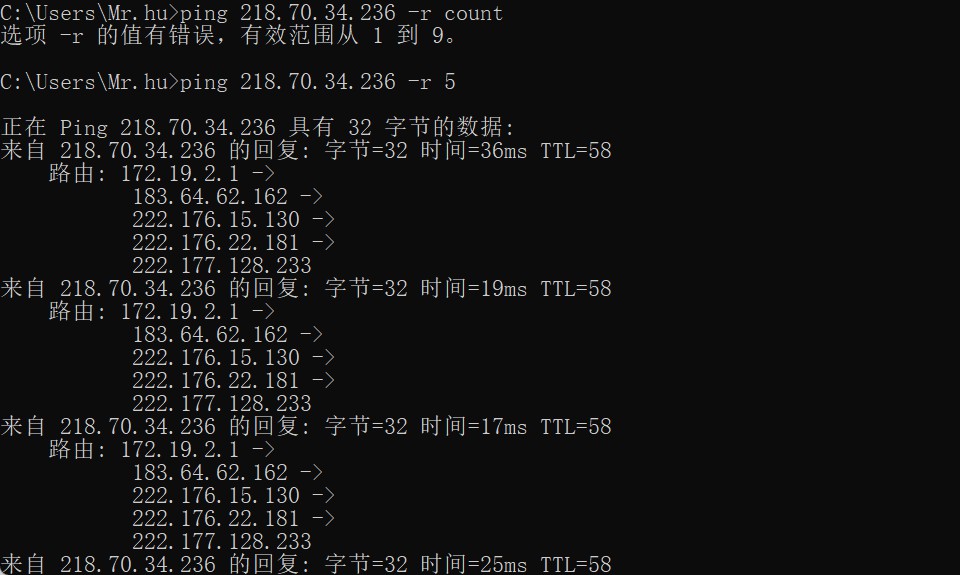 C:\Users\Mr.hu>ping 218.70.34.236 -r count
选项 -r 的值有错误，有效范围从 1 到 9。
C:\Users\Mr.hu>ping 218.70.34.236 -r 5
正在 Ping 218.70.34.236 具有 32 字节的数据:
来自 218.70.34.236 的回复: 字节=32 时间=36ms TTL=58
路由: 172.19.2.1 ->
183.64.62.162 ->
222.176.15.130 ->
222.176.22.181 ->
222.177.128.233
来自 218.70.34.236 的回复: 字节=32 时间=19ms TTL=58
路由: 172.19.2.1 ->
183.64.62.162 ->
222.176.15.130 ->
222.176.22.181 ->
222.177.128.233
来自 218.70.34.236 的回复: 字节=32 时间=17ms TTL=58
路由: 172.19.2.1 ->
183.64.62.162 ->
222.176.15.130 ->
222.176.22.181 ->
222.177.128.233
来自 218.70.34.236 的回复: 字节=32 时间=25ms TTL=58